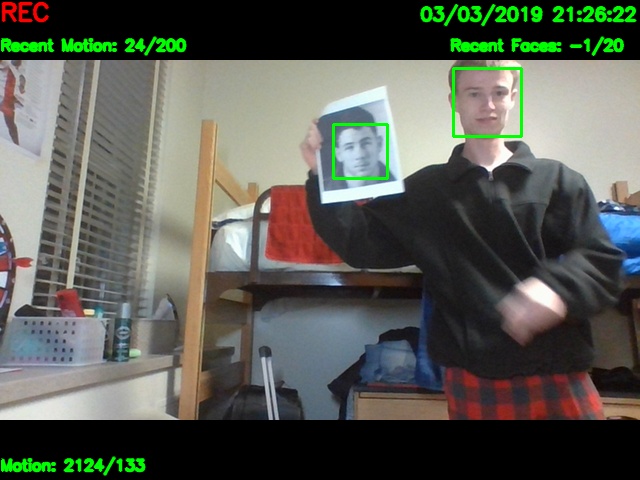 REC
03/03/2019 21:26:22
Recent Motion: 24/200
Recent Faces: -1/20
Motion: 2124/133